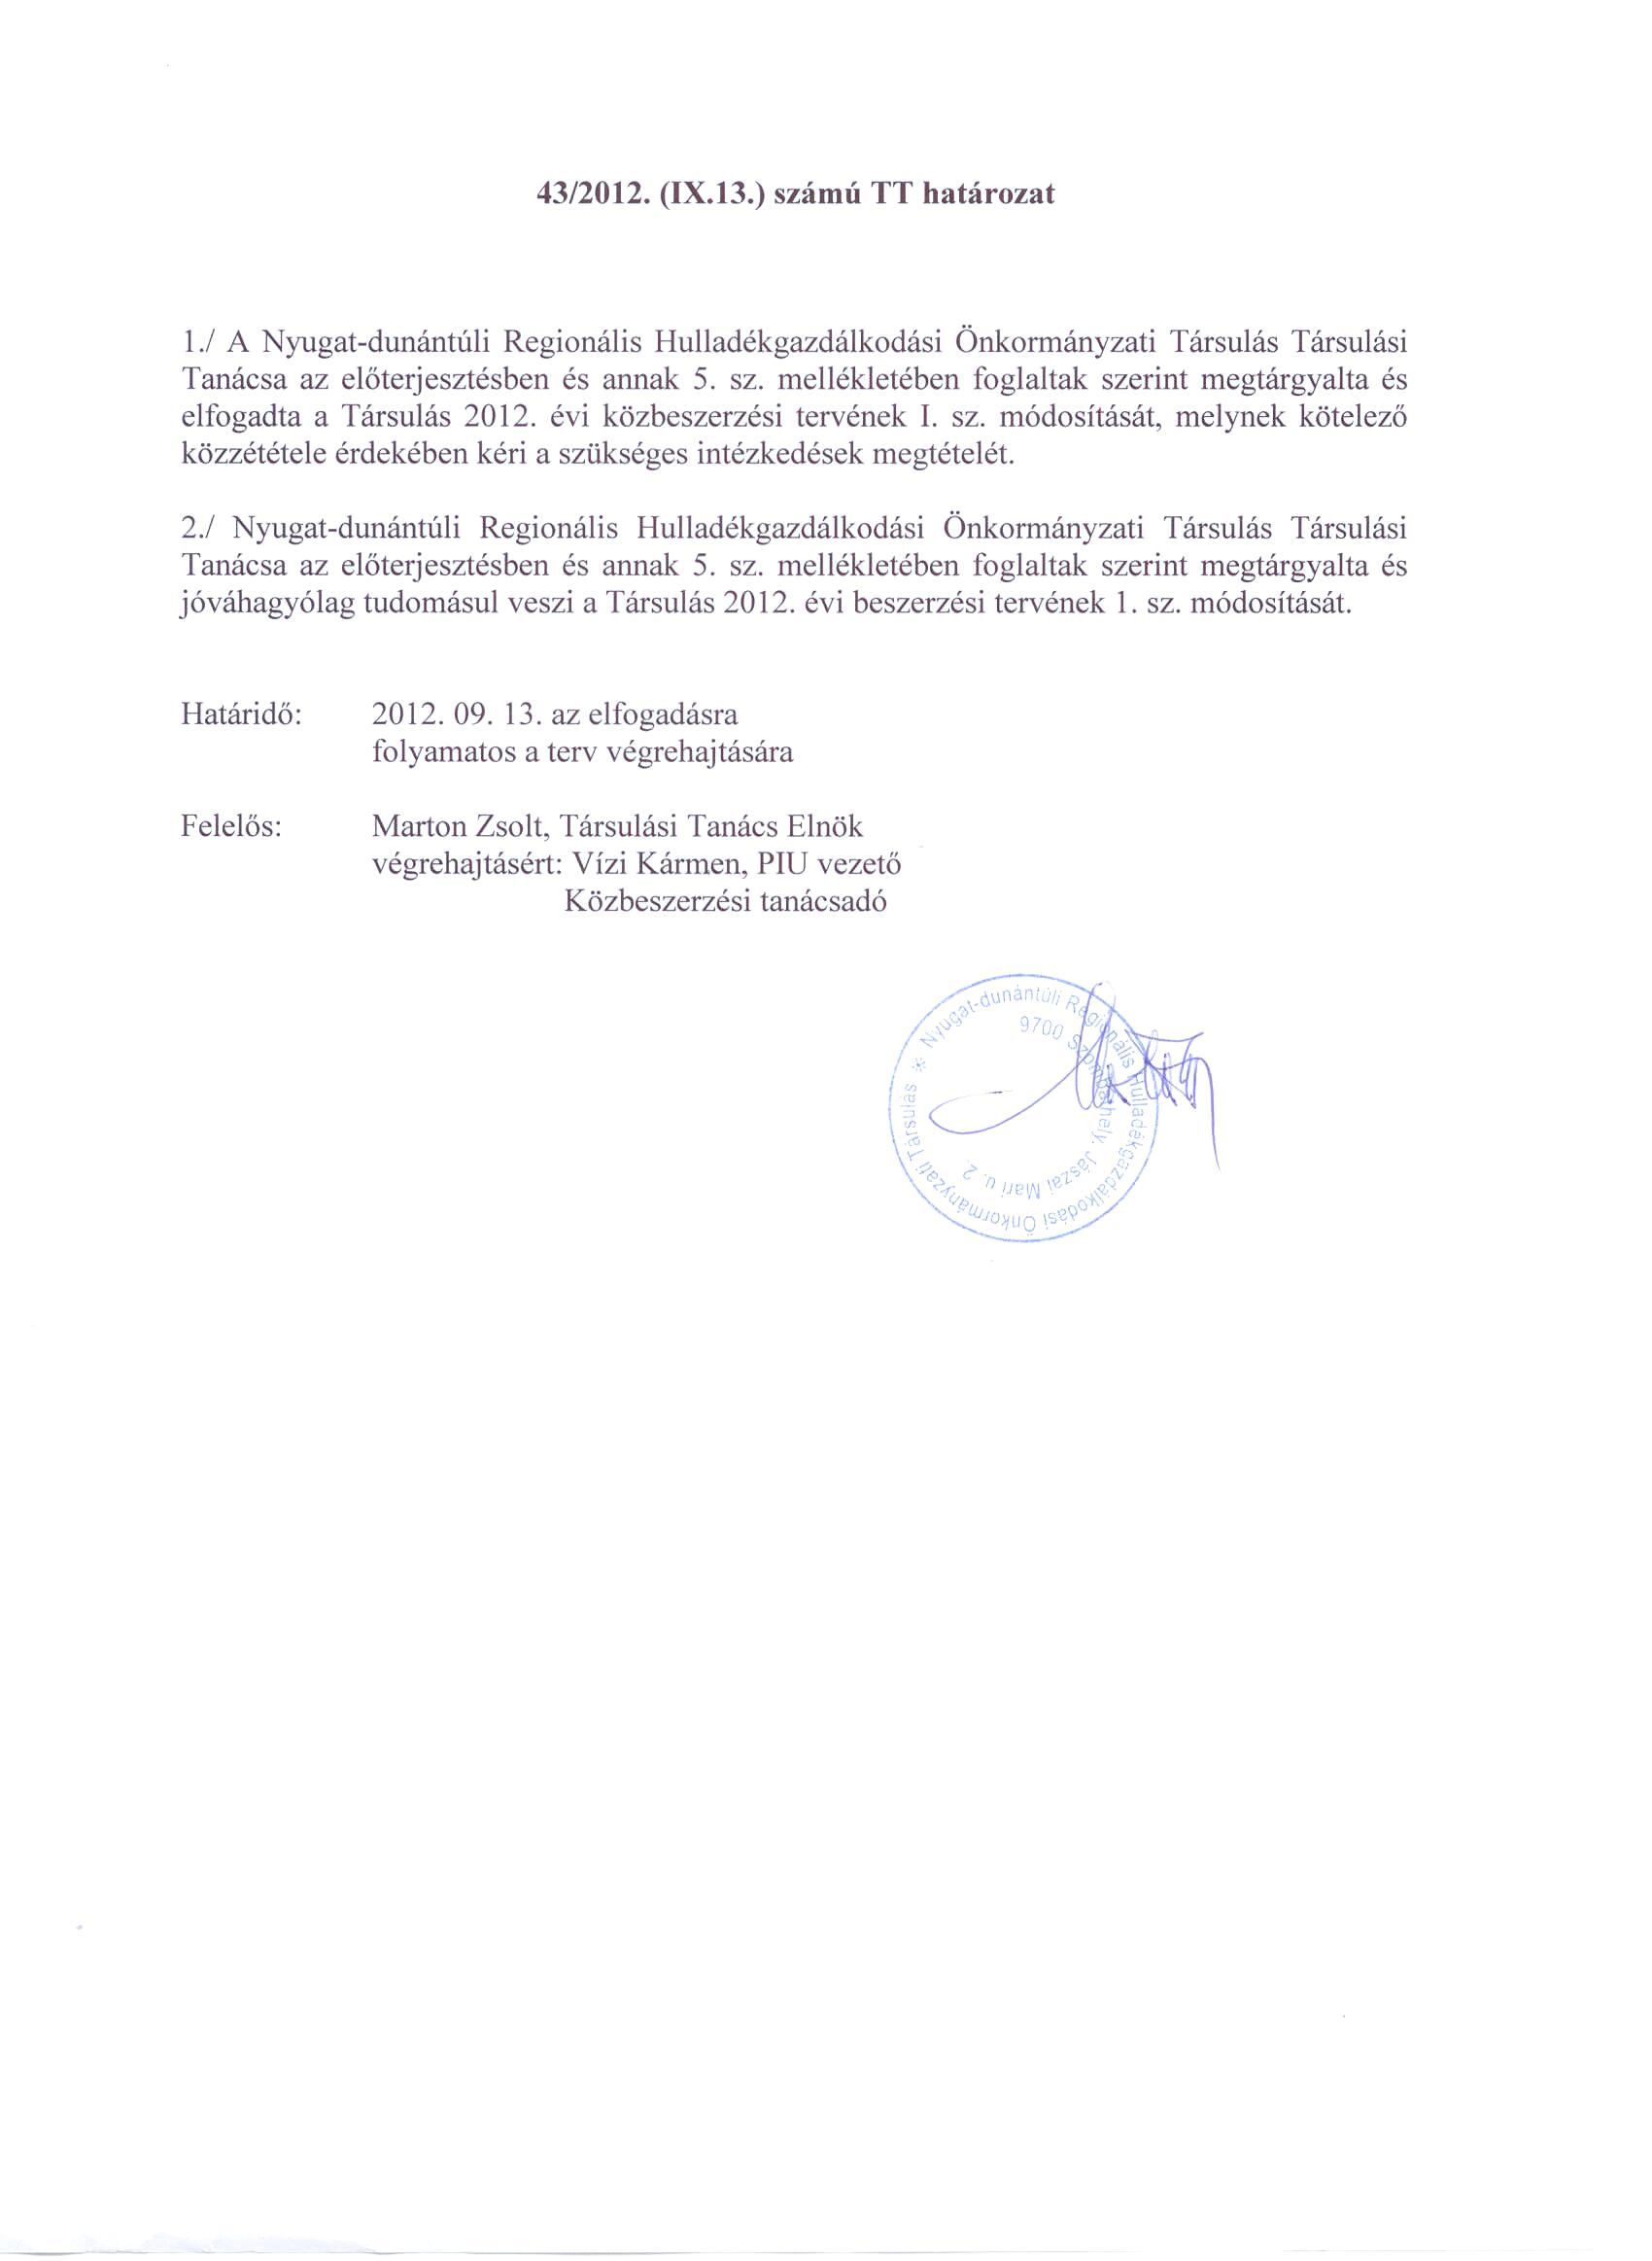 43/2012. (IX.13.) számú TT határozat
1./ A Nyugat-dunántúli Regionális Hulladékgazdálkodási Önkormányzati Társulás Társulási
Tanácsa az előterjesztésben és annak 5. sz. mellékletében foglaltak szerint megtárgyalta és
elfogadta a Társulás 2012. évi közbeszerzési tervének I. sz. módosítását, melynek kötelező
közzététele érdekében kéri a szükséges intézkedések megtételét.
2./ Nyugat-dunántúli Regionális Hulladékgazdálkodási Önkormányzati Társulás Társulási
Tanácsa az előterjesztésben és annak 5. sz. mellékletében foglaltak szerint megtárgyalta és
jóváhagyólag tudomásul veszi a Társulás 2012. évi beszerzési tervének 1. sz. módosítását.
Határidő: 2012. 09. 13. az elfogadásra
folyamatos a terv végrehajtására
Felelős: Marton Zsolt, Társulási Tanács Elnök
végrehajtásért: Vízi Kármen, PIU vezető
Közbeszerzési tanácsadó
Nyugat-dunántúli Regionális Hulladékgazdálkodási Önkormányzati Társulás
9700 Szombathely, Jászai Mari u. 2.